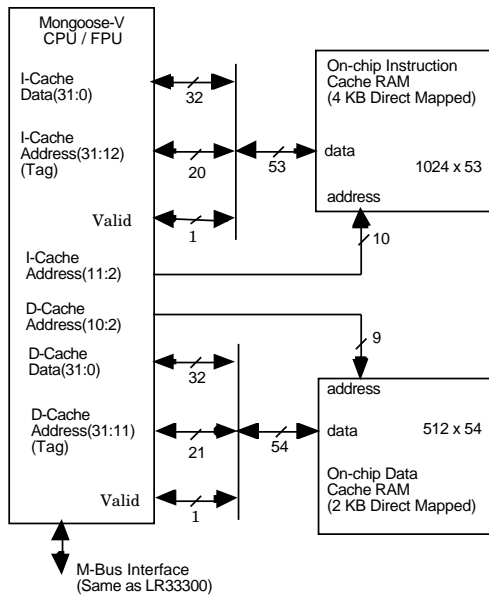 Mongoose-V
CPU / FPU
I-Cache
Data(31:0)
32
I-Cache
Address(31:12)
(Tag)
20
53
Valid
1
I-Cache
Address(11:2)
10
D-Cache
Address(10:2)
9
D-Cache
Data(31:0)
32
D-Cache
Address(31:11)
(Tag)
21
54
Valid
1
On-chip Instruction
Cache RAM
(4 KB Direct Mapped)
data
1024 x 53
address
address
data
512 x 54
On-chip Data
Cache RAM
(2 KB Direct Mapped)
M-Bus Interface
(Same as LR33300)